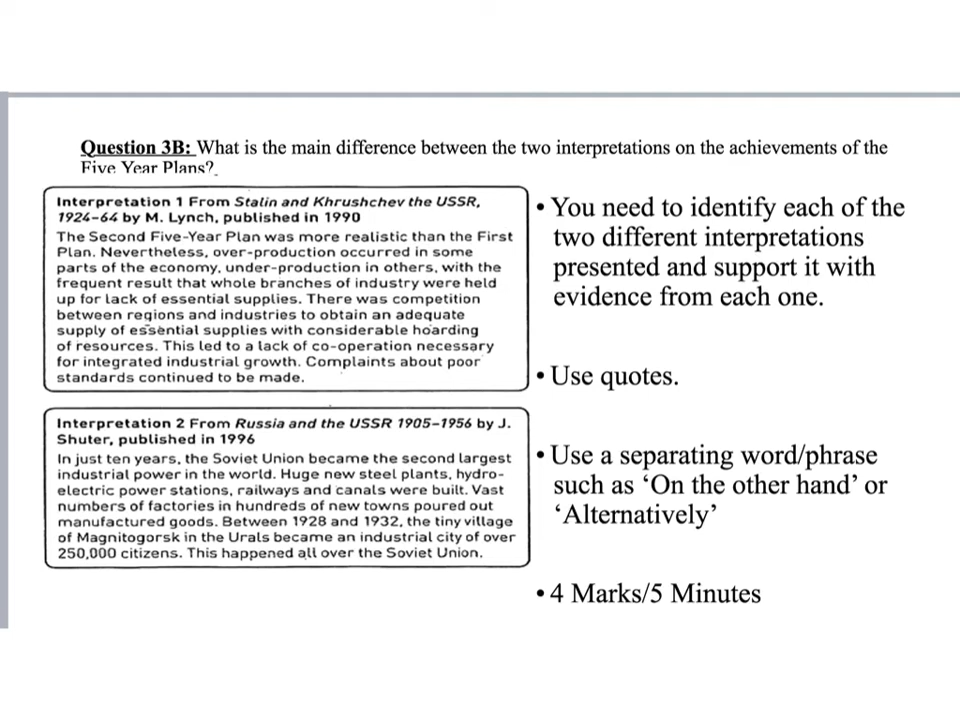 Question 3B: What is the main difference between the two interpretations on the achievements of the
Five Year Plans?
Interpretation 1 From Stalin and Khrushchev the USSR,
1924–64 by M. Lynch, published in 1990
The Second Five-Year Plan was more realistic than the First
Plan. Nevertheless, over-production occurred in some
parts of the economy, under-production in others, with the
frequent result that whole branches of industry were held
up for lack of essential supplies. There was competition
between regions and industries to obtain an adequate
supply of essential supplies with considerable hoarding
of resources. This led to a lack of co-operation necessary
for integrated industrial growth. Complaints about poor
standards continued to be made.
Interpretation 2 From Russia and the USSR 1905–1956 by J.
Shuter, published in 1996
In just ten years, the Soviet Union became the second largest
industrial power in the world. Huge new steel plants, hydro-
electric power stations, railways and canals were built. Vast
numbers of factories in hundreds of new towns poured out
manufactured goods. Between 1928 and 1932, the tiny village
of Magnitogorsk in the Urals became an industrial city of over
250,000 citizens. This happened all over the Soviet Union.
• You need to identify each of the
two different interpretations
presented and support it with
evidence from each one.
• Use quotes.
• Use a separating word/phrase
such as ‘On the other hand’ or
‘Alternatively’
• 4 Marks/5 Minutes